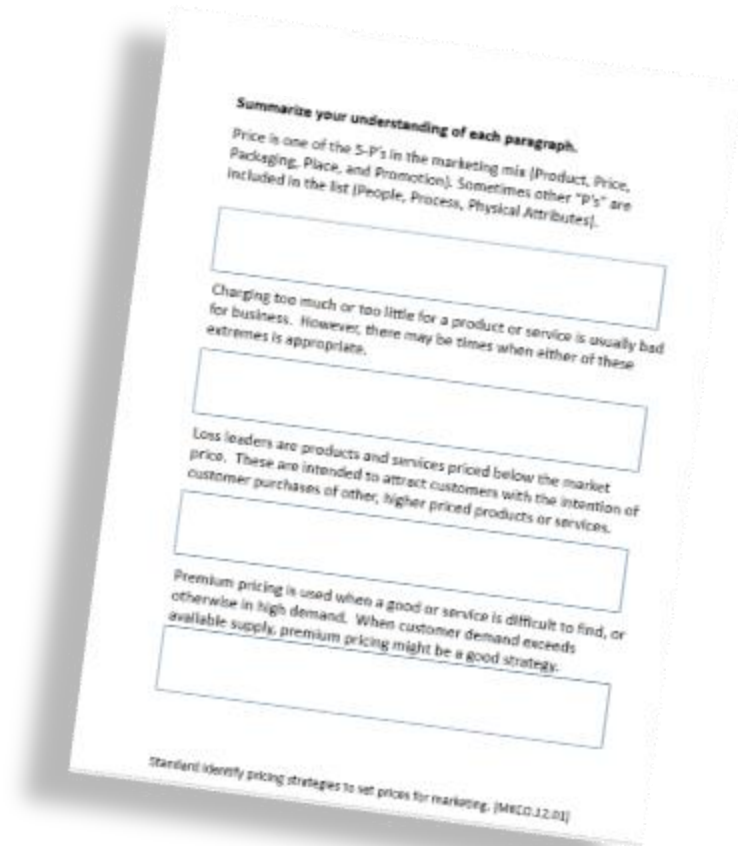 Summarize your understanding of each paragraph.
Price is one of the 5-P's in the marketing mix (Product, Price,
Packaging, Place, and Promotion). Sometimes other "P's" are
included in the list (People, Process, Physical Attributes).
Charging too much or too little for a product or service is usually bad
for business. However, there may be times when either of these
extremes is appropriate.
Loss leaders are products and services priced below the market
price. These are intended to attract customers with the intention of
customer purchases of other, higher priced products or services.
Premium pricing is used when a good or service is difficult to find, or
otherwise in high demand. When customer demand exceeds
available supply, premium pricing might be a good strategy.
Standard identify pricing strategies to set prices for marketing.